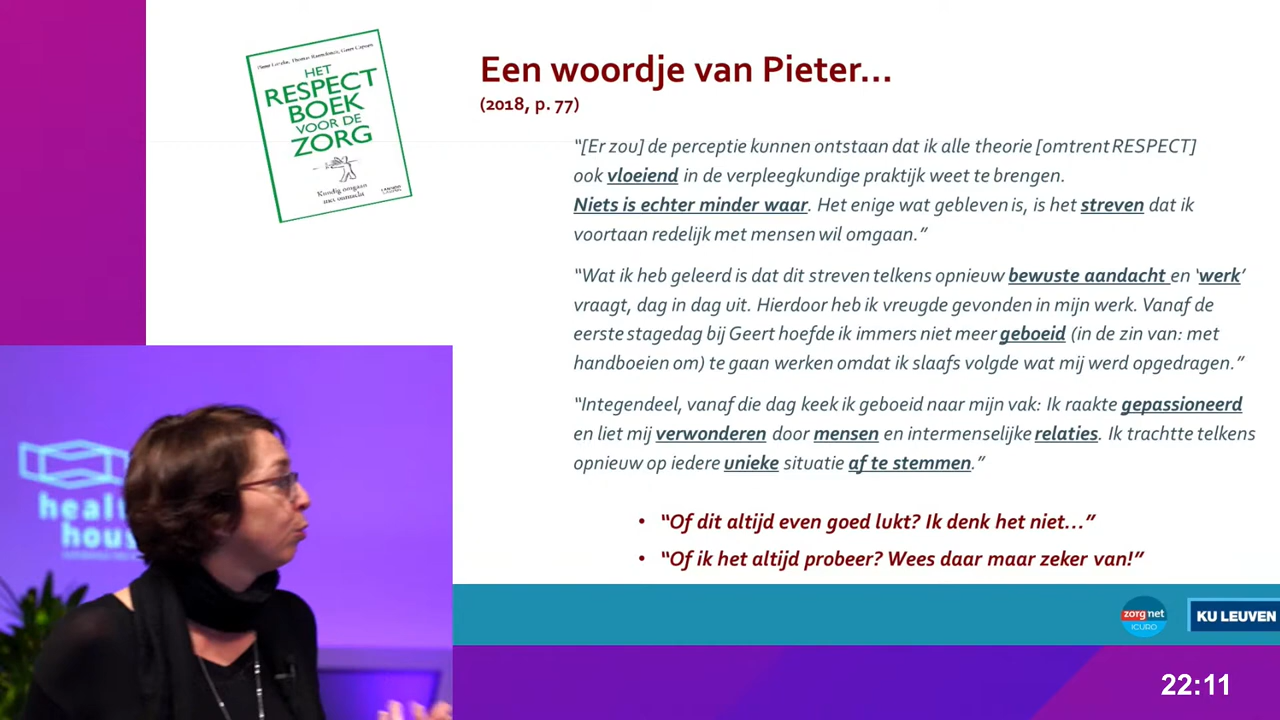 HET
RESPECT
BOEK
VOOR DE
ZORG
Kundig omgaan
met onmacht
Een woordje van Pieter...
(2018, p. 77)
“[Er zou] de perceptie kunnen ontstaan dat ik alle theorie [omtrent RESPECT]
ook vloeiend in de verpleegkundige praktijk weet te brengen.
Niets is echter minder waar. Het enige wat gebleven is, is het streven dat ik
voortaan redelijk met mensen wil omgaan.”
“Wat ik heb geleerd is dat dit streven telkens opnieuw bewuste aandacht en ‘werk’
vraagt, dag in dag uit. Hierdoor heb ik vreugde gevonden in mijn werk. Vanaf de
eerste stagedag bij Geert hoefde ik immers niet meer geboeid (in de zin van: met
handboeien om) te gaan werken omdat ik slaafs volgde wat mij werd opgedragen.”
“Integendeel, vanaf die dag keek ik geboeid naar mijn vak: Ik raakte gepassioneerd
en liet mij verwonderen door mensen en intermenselijke relaties. Ik trachtte telkens
opnieuw op iedere unieke situatie af te stemmen.”
• “Of dit altijd even goed lukt? Ik denk het niet...”
• “Of ik het altijd probeer? Wees daar maar zeker van!”
zorgnet
ICURO
KU LEUVEN
22:11